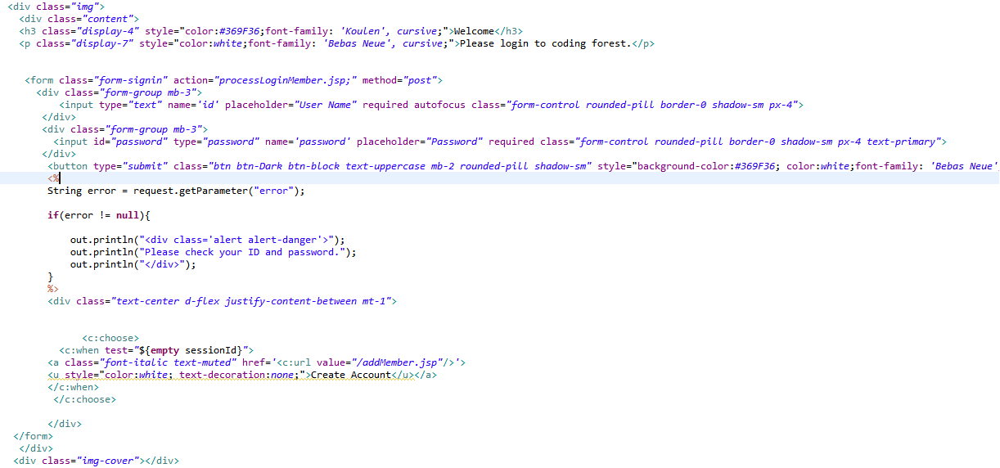 <div class="img">
<div class="content">
<h3 class="display-4" style="color:#369F36;font-family: 'Koulen', cursive;">Welcome</h3>
<p class="display-7" style="color:white;font-family: 'Bebas Neue', cursive;">Please login to coding forest.</p>
<form class="form-signin" action="processLoginMember.jsp;" method="post">
<div class="form-group mb-3">
<input type="text" name='id' placeholder="User Name" required autofocus class="form-control rounded-pill border-0 shadow-sm px-4">
</div>
<div class="form-group mb-3">
<input id="password" type="password" name='password' placeholder="Password" required class="form-control rounded-pill border-0 shadow-sm px-4 text-primary">
</div>
<button type="submit" class="btn btn-Dark btn-block text-uppercase mb-2 rounded-pill shadow-sm" style="background-color:#369F36; color:white;font-family: 'Bebas Neue',
<%
String error = request.getParameter("error");
if(error != null){
out.println("<div class='alert alert-danger'>");
out.println("Please check your ID and password.");
out.println("</div>");
}
%>
<div class="text-center d-flex justify-content-between mt-1">
<c:choose>
<c:when test="${empty sessionId}">
<a class="font-italic text-muted" href='<c:url value="/addMember.jsp"/>'>
<u style="color:white; text-decoration:none;">Create Account</u></a>
</c:when>
</c:choose>
</div>
</form>
</div>
<div class="img-cover"></div>